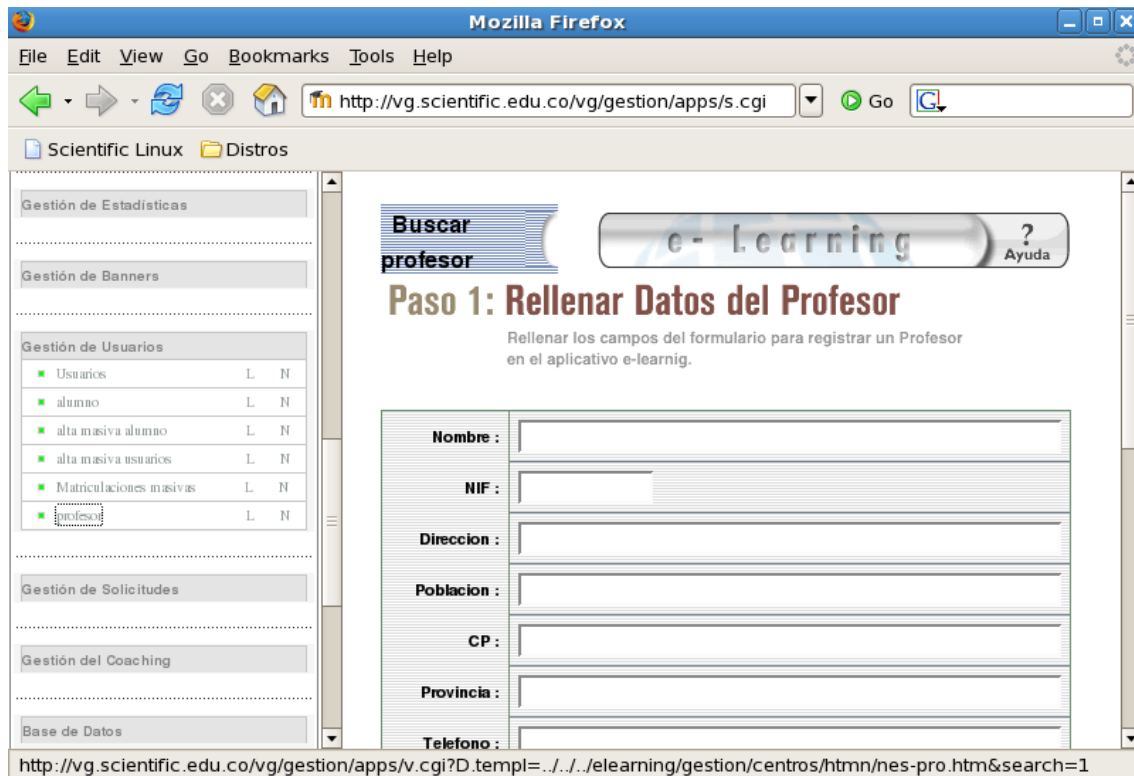 Mozilla Firefox
File Edit View Go Bookmarks Tools Help
http://vg.scientific.edu.co/vg/gestion/apps/s.cgi Go G
Scientific Linux Distros
Gestión de Estadísticas
Gestión de Banners
Gestión de Usuarios
Usuarios L N
alumno L N
alta masiva alumno L N
alta masiva usuarios L N
Matriculaciones masivas L N
profesor L N
Gestión de Solicitudes
Gestión del Coaching
Base de Datos
Buscar
profesor
e- Learning
?
Ayuda
Paso 1: Rellenar Datos del Profesor
Rellenar los campos del formulario para registrar un Profesor
en el aplicativo e-learnig.
Nombre :
NIF :
Direccion :
Poblacion :
CP :
Provincia :
Telefono :
http://vg.scientific.edu.co/vg/gestion/apps/v.cgi?D.templ=../../../elearning/gestion/centros/htmn/nes-pro.htm&search=1